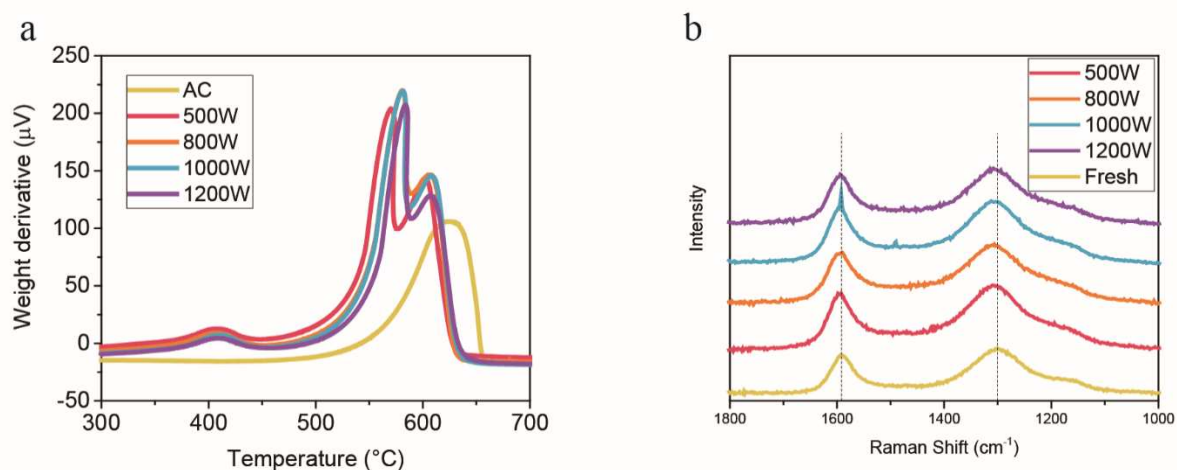 a
250
200
150
100
50
0
-50
300
400
500
600
700
Weight derivative (μV)
Temperature (°C)
AC
500W
800W
1000W
1200W
b
500W
800W
1000W
1200W
Fresh
Intensity
1800
1600
1400
1200
1000
Raman Shift (cm⁻¹)